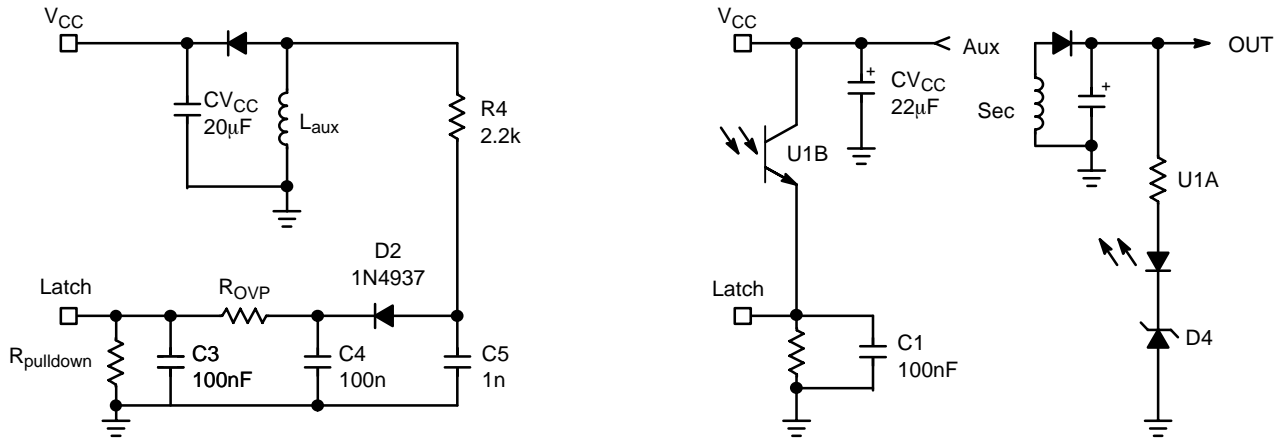 VCC
CVCC
20μF
Laux
R4
2.2k
D2
1N4937
Latch
ROVP
Rpulldown
C3
100nF
C4
100n
C5
1n
VCC
Aux
CVCC
22μF
U1B
Latch
C1
100nF
Sec
OUT
U1A
D4
+
+